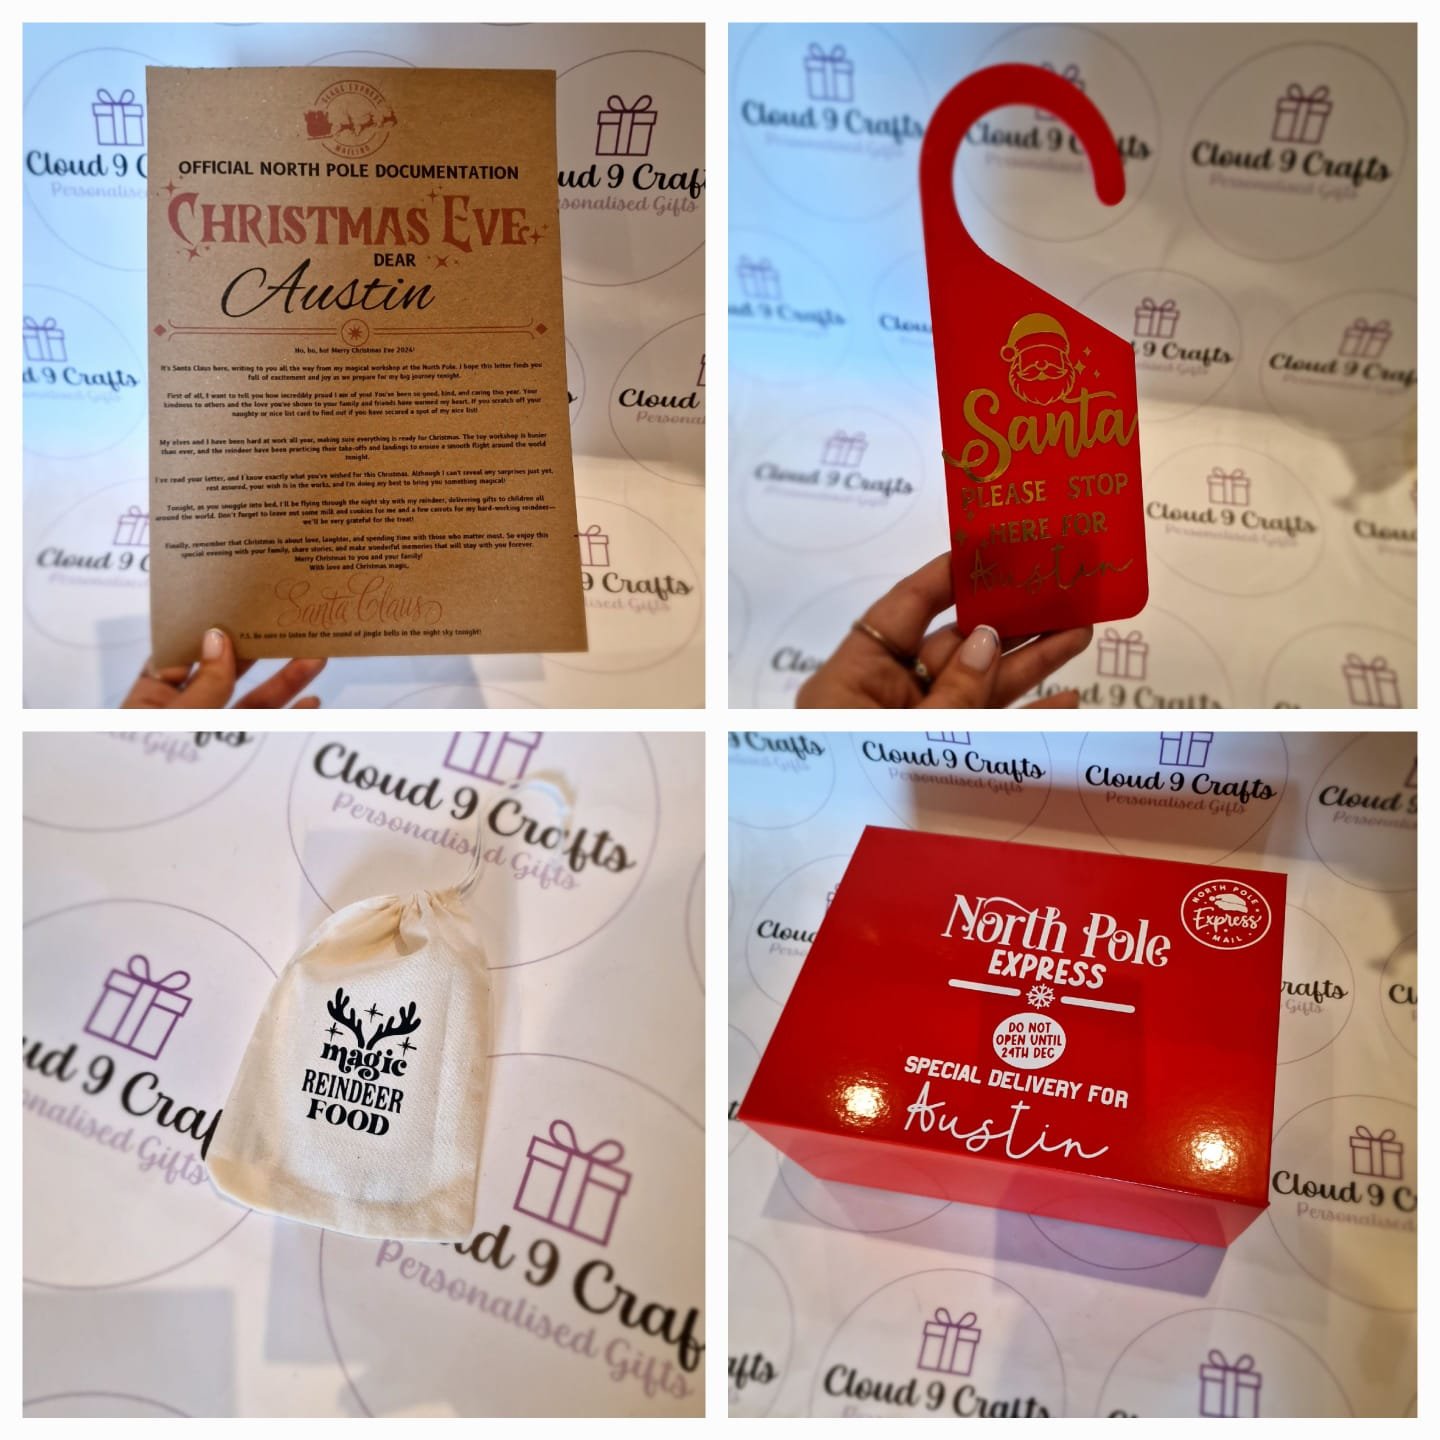 CLAUS EXPRESS
MAILING
OFFICIAL NORTH POLE DOCUMENTATION
CHRISTMAS EVE
DEAR
Austin
Ho, ho, ho! Merry Christmas Eve 2024!
It's Santa Claus here, writing to you all the way from my magical workshop at the North Pole. I hope this letter finds you
full of excitement and joy as we prepare for my big journey tonight.
First of all, I want to tell you how incredibly proud I am of you! You've been so good, kind, and caring this year. Your
kindness to others and the love you've shown to your family and friends have warmed my heart. If you scratch off your
naughty or nice list card to find out if you have secured a spot of my nice list!
My elves and I have been hard at work all year, making sure everything is ready for Christmas. The toy workshop is busier
than ever, and the reindeer have been practicing their take-offs and landings to ensure a smooth flight around the world
tonight.
I've read your letter, and I know exactly what you've wished for this Christmas. Although I can't reveal any surprises just yet,
rest assured, your wish is in the works, and I'm doing my best to bring you something magical!
Tonight, as you snuggle into bed, I'll be flying through the night sky with my reindeer, delivering gifts to children all
around the world. Don't forget to leave out some milk and cookies for me and a few carrots for my hard-working reindeer—
we'll be very grateful for the treat!
Finally, remember that Christmas is about love, laughter, and spending time with those who matter most. So enjoy this
special evening with your family, share stories, and make wonderful memories that will stay with you forever.
Merry Christmas to you and your family!
With love and Christmas magic,
Santa Claus
P.S. Be sure to listen for the sound of jingle bells in the night sky tonight!
Santa
PLEASE STOP
HERE FOR
Austin
Cloud 9 Crafts
Personalised Gifts
magic
REINDEER
FOOD
NORTH POLE
Express
MAIL
North Pole
EXPRESS
DO NOT
OPEN UNTIL
24TH DEC
SPECIAL DELIVERY FOR
Austin
Cloud 9 Crafts
Personalised Gifts